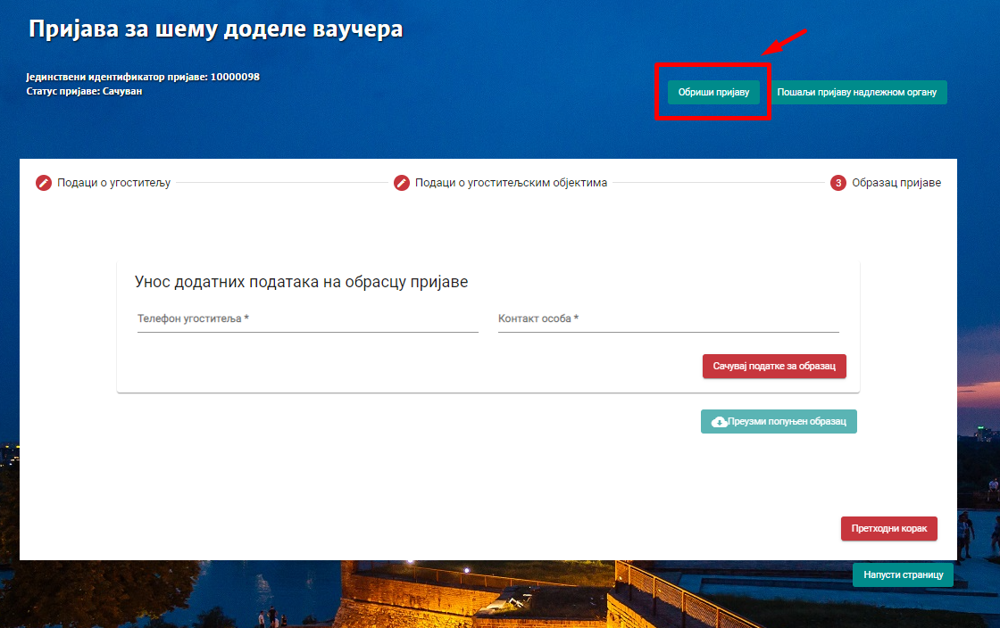 Пријава за шему доделе ваучера
Јединствени идентификатор пријаве: 10000098
Статус пријаве: Сачуван
Обриши пријаву
Пошаљи пријаву надлежном органу
Подаци о угоститељу
Подаци о угоститељским објектима
3 Образац пријаве
Унос додатних података на обрасцу пријаве
Телефон угоститеља *
Контакт особа *
Сачувај податке за образац
Преузми попуњен образац
Претходни корак
Напусти страницу